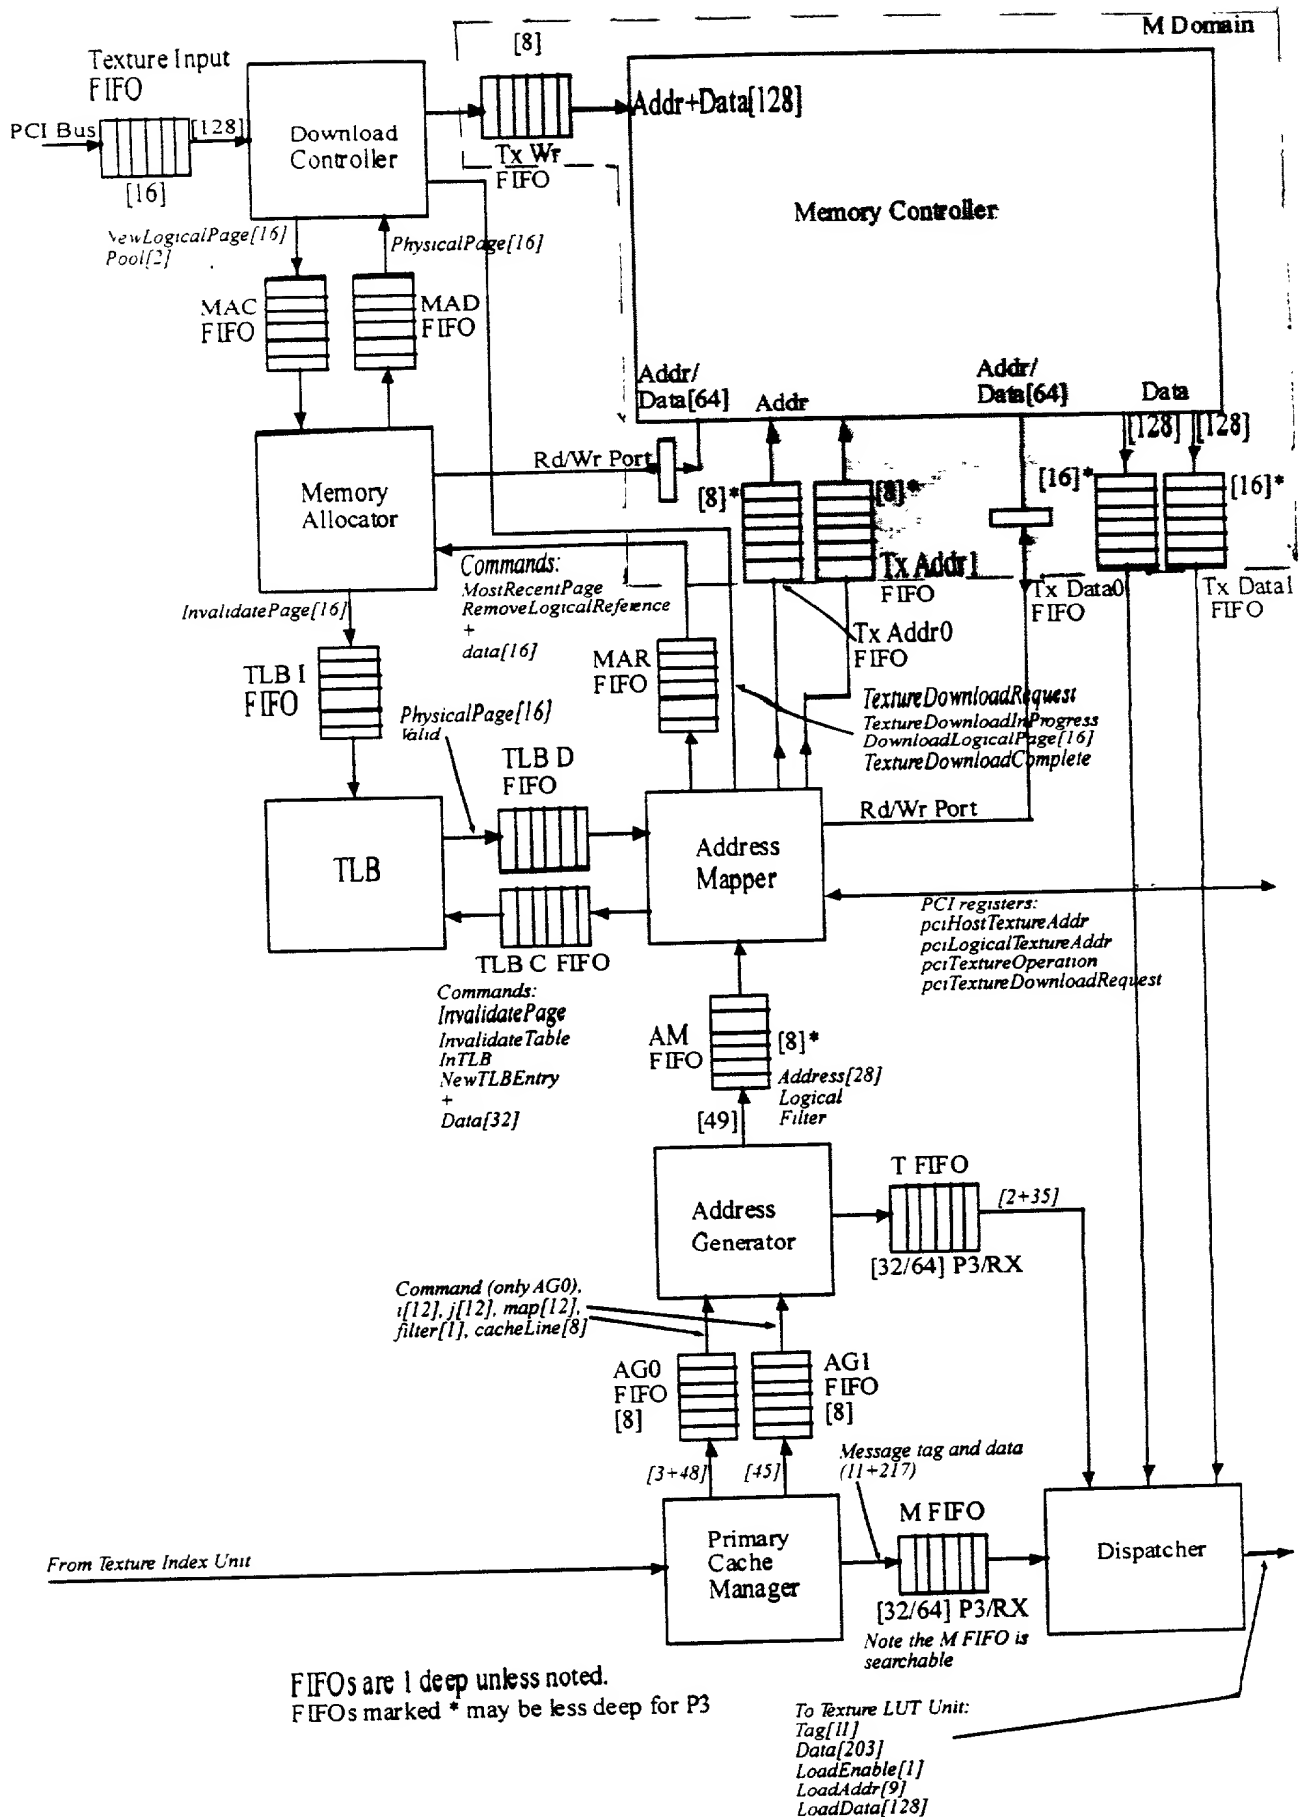 M Domain
[8]
Texture Input
FIFO
PCI Bus
[128]
[16]
Download
Controller
Addr+Data[128]
Tx Wr
FIFO
Memory Controller
NewLogicalPage[16]
Pool[2]
PhysicalPage[16]
MAC
FIFO
MAD
FIFO
Addr/
Data[64]
Addr
Addr/
Data[64]
Data
[128]
[128]
Rd/Wr Port
[8]*
[8]*
[16]*
[16]*
Memory
Allocator
Commands:
MostRecentPage
RemoveLogicalReference
+
data[16]
Tx Addr1
FIFO
Tx Data0
FIFO
Tx Data1
FIFO
InvalidatePage[16]
Tx Addr0
FIFO
TLB I
FIFO
MAR
FIFO
TextureDownloadRequest
TextureDownloadInProgress
DownloadLogicalPage[16]
TextureDownloadComplete
PhysicalPage[16]
Valid
TLB D
FIFO
Rd/Wr Port
TLB
Address
Mapper
PCI registers:
pciHostTextureAddr
pciLogicalTextureAddr
pciTextureOperation
pciTextureDownloadRequest
TLB C FIFO
Commands:
InvalidatePage
InvalidateTable
InTLB
NewTLBEntry
+
Data[32]
AM
FIFO
[8]*
Address[28]
Logical
Filter
[49]
T FIFO
[2+35]
Address
Generator
[32/64] P3/RX
Command (only AG0),
i[12], j[12], map[12],
filter[1], cacheLine[8]
AG0
FIFO
[8]
AG1
FIFO
[8]
[3+48]
[45]
Message tag and data
(11+217)
M FIFO
From Texture Index Unit
Primary
Cache
Manager
Dispatcher
[32/64] P3/RX
Note the M FIFO is
searchable
FIFOs are 1 deep unless noted.
FIFOs marked * may be less deep for P3
To Texture LUT Unit:
Tag[11]
Data[203]
LoadEnable[1]
LoadAddr[9]
LoadData[128]